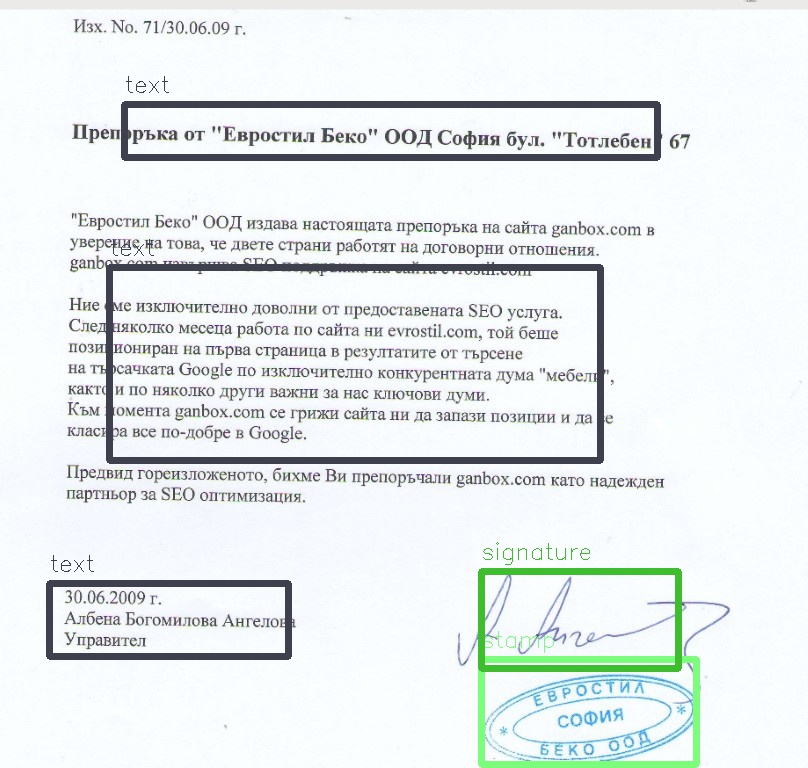 Изх. No. 71/30.06.09 г.
text
Препоръка от "Евростил Беко" ООД София бул. "Тотлебен" 67
"Евростил Беко" ООД издава настоящата препоръка на сайта ganbox.com в
уверение на това, че двете страни работят на договорни отношения.
text
ganbox.com извършва SEO поддръжка на сайта evrostil.com
Ние сме изключително доволни от предоставената SEO услуга.
След няколко месеца работа по сайта ни evrostil.com, той беше
позициониран на първа страница в резултатите от търсене
на търсачката Google по изключително конкурентната дума "мебели",
както и по няколко други важни за нас ключови думи.
Към момента ganbox.com се грижи сайта ни да запази позиции и да се
класира все по-добре в Google.
Предвид гореизложеното, бихме Ви препоръчали ganbox.com като надежден
партньор за SEO оптимизация.
text
30.06.2009 г.
Албена Богомилова Ангелова
Управител
signature
stamp
ЕВРОСТИЛ
СОФИЯ
БЕКО ООД